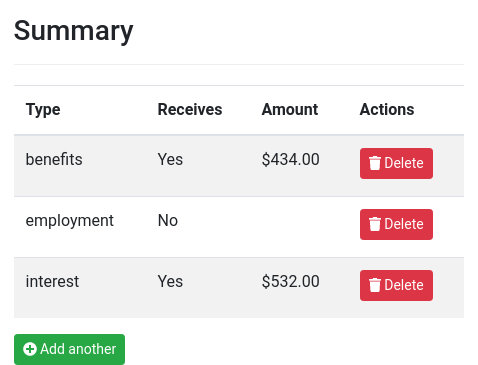 Summary
Type Receives Amount Actions
benefits Yes $434.00 Delete
employment No Delete
interest Yes $532.00 Delete
Add another